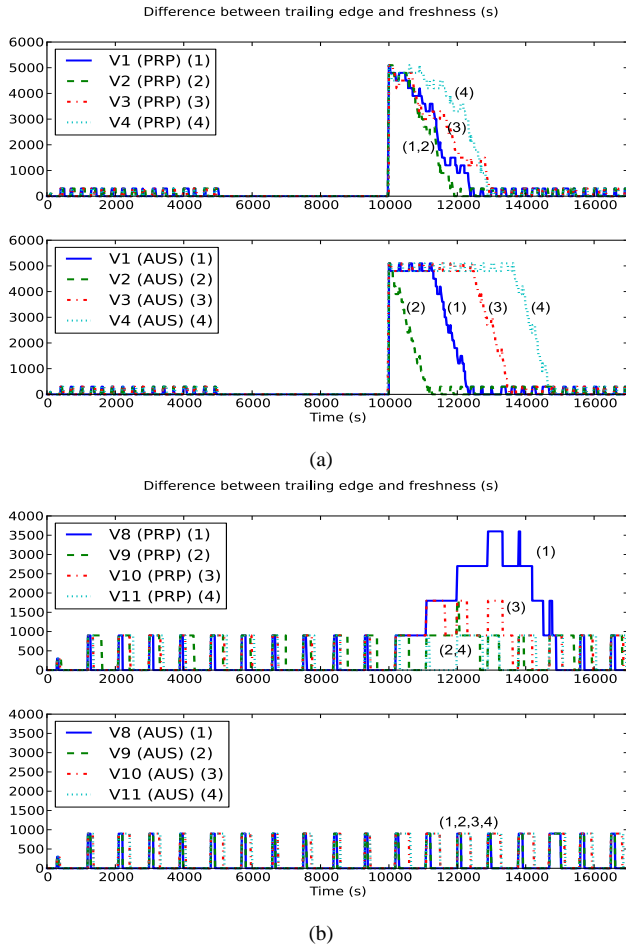 Difference between trailing edge and freshness (s)
6000
5000
4000
3000
2000
1000
0
V1 (PRP) (1)
V2 (PRP) (2)
V3 (PRP) (3)
V4 (PRP) (4)
(4)
(3)
(1,2)
0 2000 4000 6000 8000 10000 12000 14000 16000
6000
5000
4000
3000
2000
1000
0
V1 (AUS) (1)
V2 (AUS) (2)
V3 (AUS) (3)
V4 (AUS) (4)
(2) (1) (3) (4)
0 2000 4000 6000 8000 10000 12000 14000 16000
Time (s)
(a)
Difference between trailing edge and freshness (s)
4000
3500
3000
2500
2000
1500
1000
500
0
V8 (PRP) (1)
V9 (PRP) (2)
V10 (PRP) (3)
V11 (PRP) (4)
(1)
(3)
(2,4)
0 2000 4000 6000 8000 10000 12000 14000 16000
4000
3500
3000
2500
2000
1500
1000
500
0
V8 (AUS) (1)
V9 (AUS) (2)
V10 (AUS) (3)
V11 (AUS) (4)
(1,2,3,4)
0 2000 4000 6000 8000 10000 12000 14000 16000
Time (s)
(b)